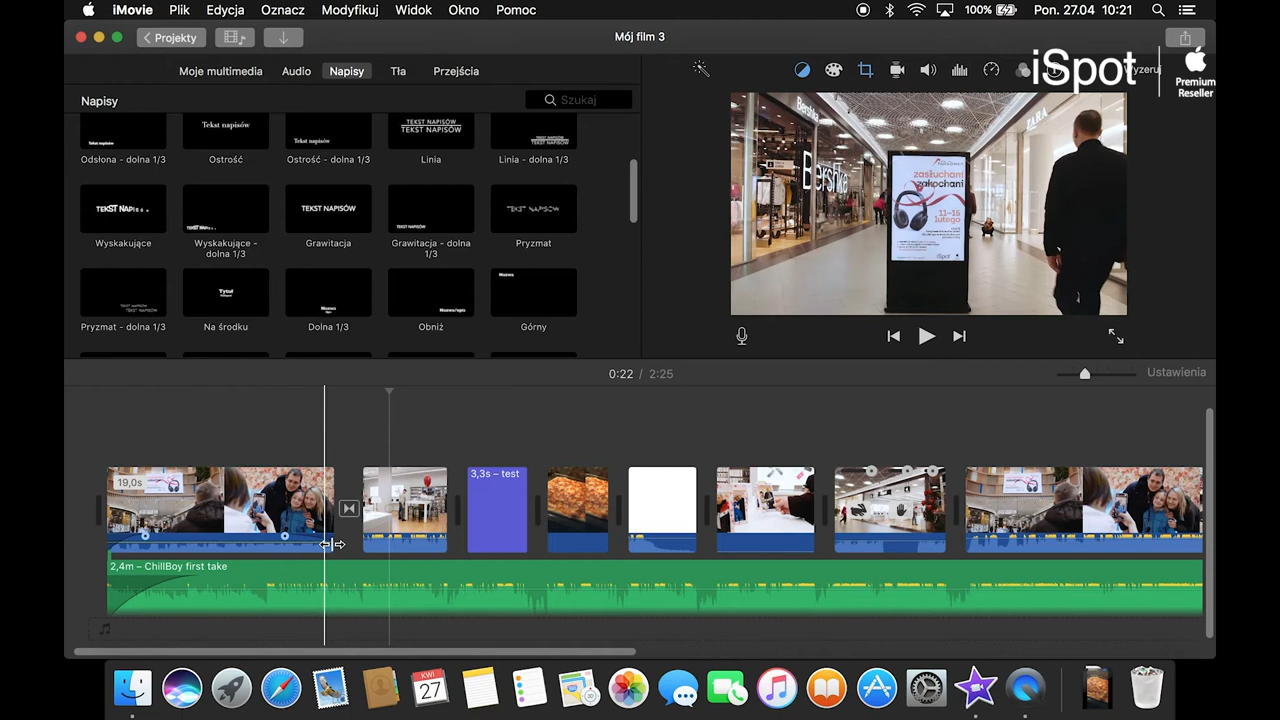 iMovie Plik Edycja Oznacz Modyfikuj Widok Okno Pomoc 100% Pon. 27.04 10:21
Projekty
Mój film 3
iSpot
Premium
Reseller
Moje multimedia Audio Napisy Tła Przejścia
Napisy Szukaj
Tekst napisów TEKST NAPISÓW
Odsłona - dolna 1/3 Ostrość Ostrość - dolna 1/3 Linia Linia - dolna 1/3
TEKST NAPISÓW TEKST NAPISÓW
Wyskakujące Wyskakujące - dolna 1/3 Grawitacja Grawitacja - dolna 1/3 Pryzmat
Tytuł Nazwa
Pryzmat - dolna 1/3 Na środku Dolna 1/3 Obniż Górny
Bershka
ZARA
Bershka
zasłuchani
zakochani
11–15
lutego
iSpot
0:22 / 2:25 Ustawienia
19,0s
3,3s – test
2,4m – ChillBoy first take
KWI
27